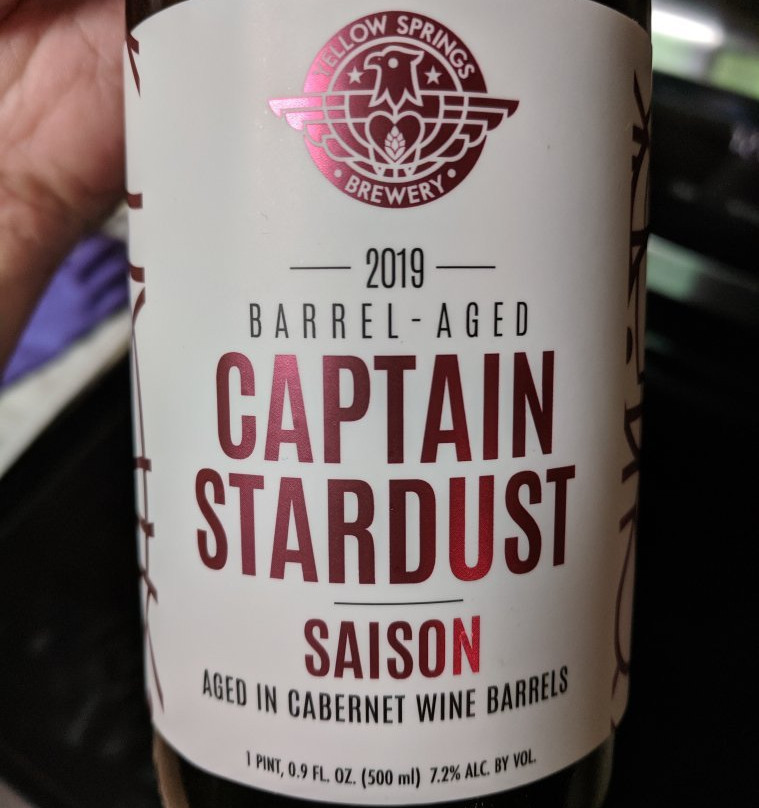 YELLOW SPRINGS
BREWERY
2019
BARREL-AGED
CAPTAIN
STARDUST
SAISON
AGED IN CABERNET WINE BARRELS
1 PINT, 0.9 FL. OZ. (500 ml) 7.2% ALC. BY VOL.